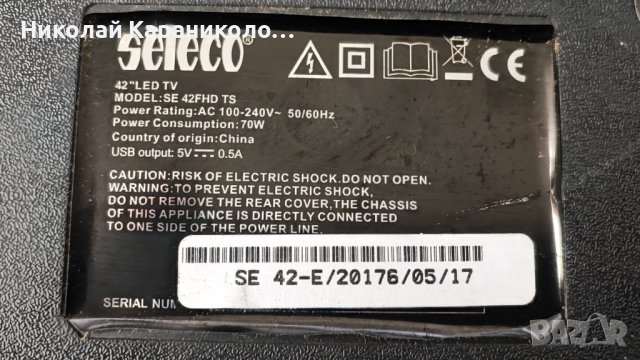 Николай Караниколо.
seleco®
42"LED TV
MODEL:SE 42FHD TS
Power Rating:AC 100-240V~ 50/60Hz
Power Consumption:70W
Country of origin:China
USB output: 5V⎓0.5A
CAUTION:RISK OF ELECTRIC SHOCK.DO NOT OPEN.
WARNING:TO PREVENT ELECTRIC SHOCK,
DO NOT REMOVE THE REAR COVER,THE CHASSIS
OF THIS APPLIANCE IS DIRECTLY CONNECTED
TO ONE SIDE OF THE POWER LINE.
SE 42-E/20176/05/17
SERIAL NUM
BAZAR